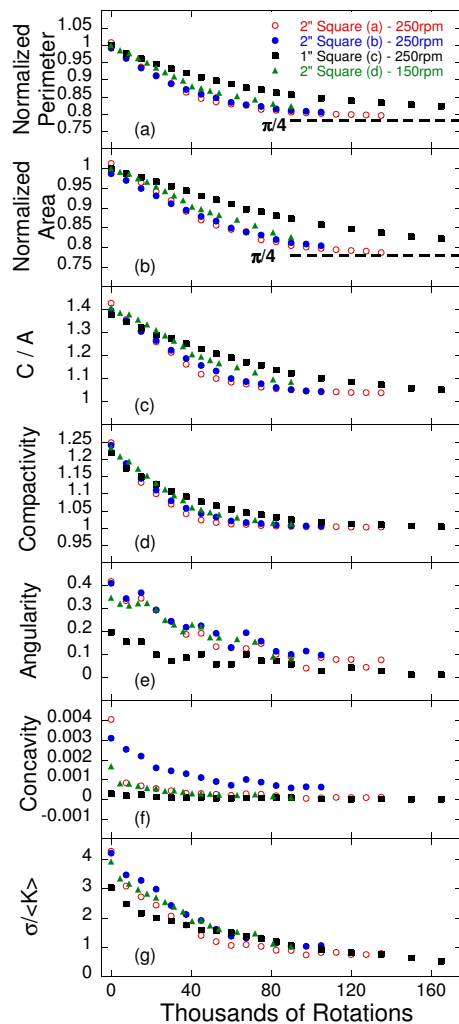 1.05
1
0.95
0.9
0.85
0.8
0.75
Normalized
Perimeter
2" Square (a) - 250rpm
2" Square (b) - 250rpm
1" Square (c) - 250rpm
2" Square (d) - 150rpm
π/4
(a)
1
0.95
0.9
0.85
0.8
0.75
Normalized
Area
π/4
(b)
1.4
1.3
1.2
1.1
1
C / A
(c)
1.25
1.2
1.15
1.1
1.05
1
0.95
Compactivity
(d)
0.4
0.3
0.2
0.1
0
Angularity
(e)
0.004
0.003
0.002
0.001
0
-0.001
Concavity
(f)
4
3
2
1
0
σ/<K>
(g)
0 40 80 120 160
Thousands of Rotations